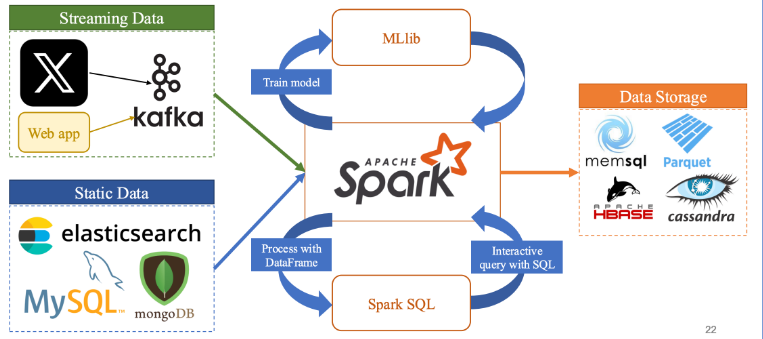 Streaming Data
X
Web app
kafka
Static Data
elasticsearch
MySQL™
mongoDB
MLlib
Train model
APACHE
Spark
Process with
DataFrame
Interactive
query with SQL
Spark SQL
Data Storage
memsql
Parquet
APACHE
HBASE
cassandra
22